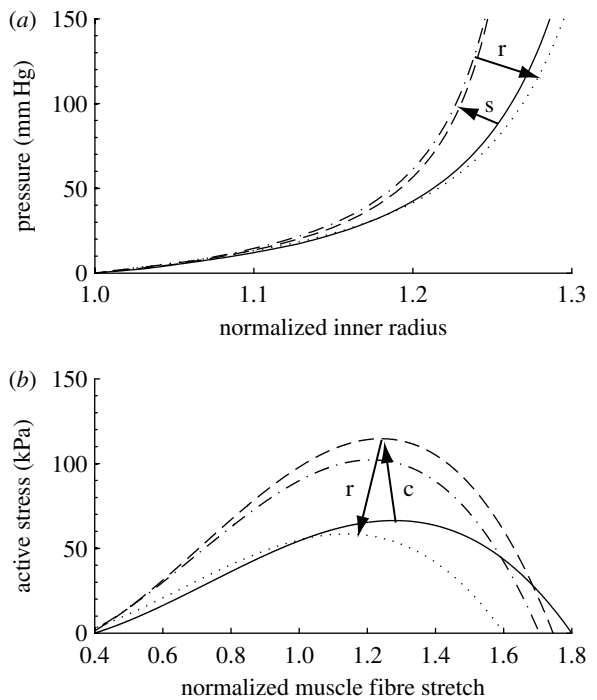 (a)
150
100
50
0
pressure (mm Hg)
r
s
1.0 1.1 1.2 1.3
normalized inner radius
(b)
150
100
50
0
active stress (kPa)
r c
0.4 0.6 0.8 1.0 1.2 1.4 1.6 1.8
normalized muscle fibre stretch